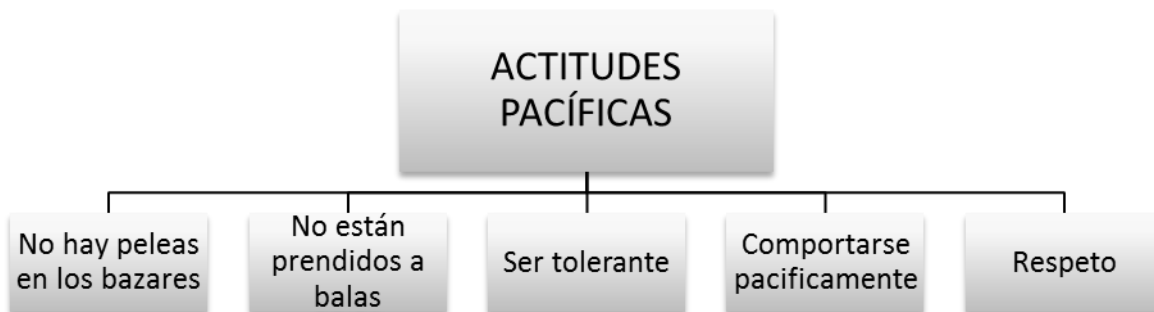 ACTITUDES
PACÍFICAS
No hay peleas
en los bazares
No están
prendidos a
balas
Ser tolerante
Comportarse
pacificamente
Respeto